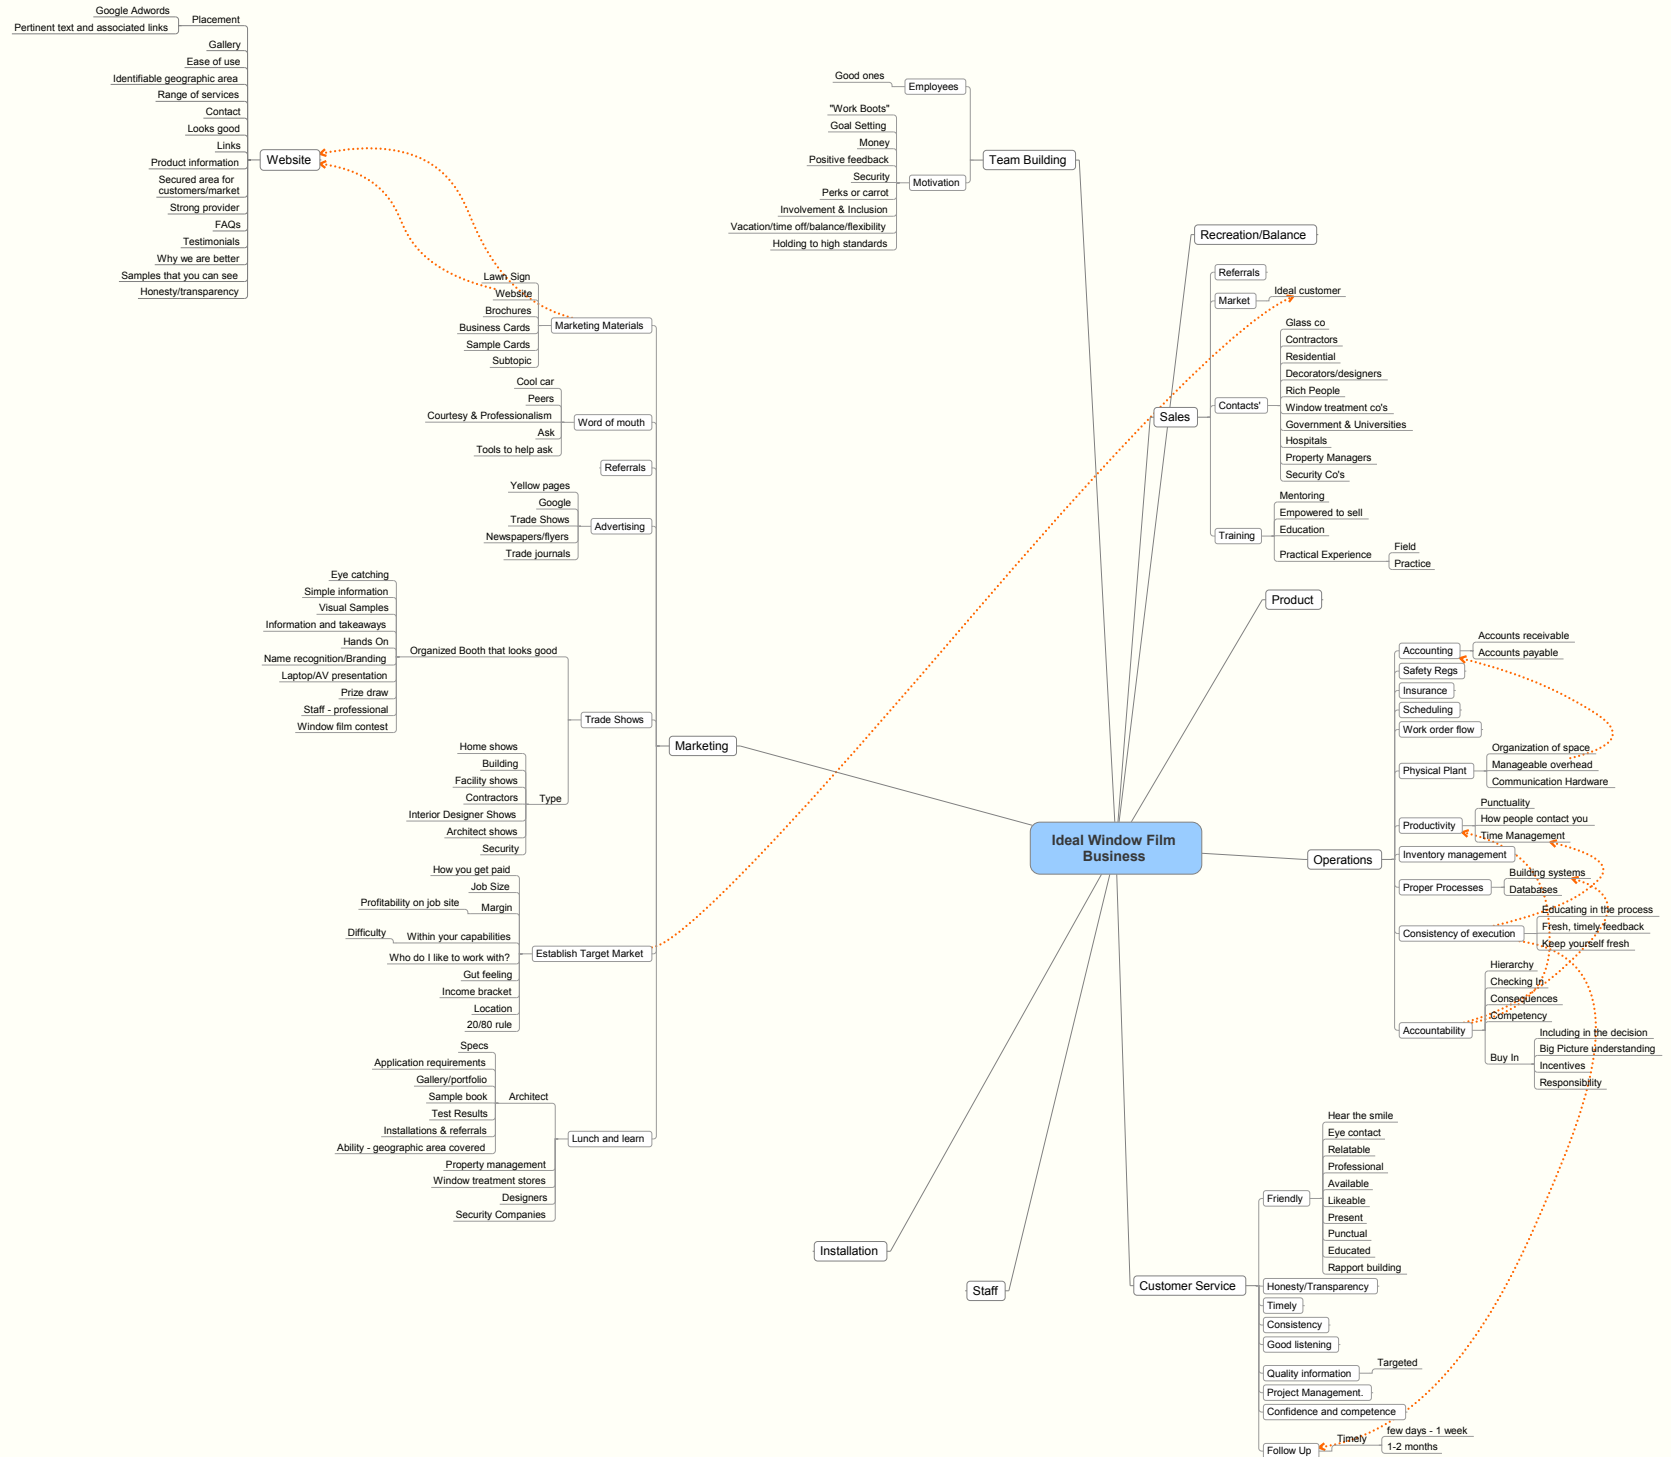 Google Adwords
Pertinent text and associated links
Placement
Gallery
Ease of use
Identifiable geographic area
Range of services
Contact
Looks good
Links
Product information
Secured area for
customers/market
Strong provider
FAQs
Testimonials
Why we are better
Samples that you can see
Honesty/transparency
Website
Lawn Sign
Website
Brochures
Business Cards
Sample Cards
Subtopic
Marketing Materials
Cool car
Peers
Courtesy & Professionalism
Ask
Tools to help ask
Word of mouth
Referrals
Yellow pages
Google
Trade Shows
Newspapers/flyers
Trade journals
Advertising
Eye catching
Simple information
Visual Samples
Information and takeaways
Hands On
Name recognition/Branding
Laptop/AV presentation
Prize draw
Staff - professional
Window film contest
Organized Booth that looks good
Home shows
Building
Facility shows
Contractors
Interior Designer Shows
Architect shows
Security
Type
Trade Shows
Marketing
How you get paid
Job Size
Profitability on job site
Margin
Difficulty
Within your capabilities
Who do I like to work with?
Gut feeling
Income bracket
Location
20/80 rule
Establish Target Market
Specs
Application requirements
Gallery/portfolio
Sample book
Test Results
Installations & referrals
Ability - geographic area covered
Architect
Property management
Window treatment stores
Designers
Security Companies
Lunch and learn
Good ones
Employees
"Work Boots"
Goal Setting
Money
Positive feedback
Security
Perks or carrot
Involvement & Inclusion
Vacation/time off/balance/flexibility
Holding to high standards
Motivation
Team Building
Recreation/Balance
Sales
Referrals
Market
Ideal customer
Contacts'
Glass co
Contractors
Residential
Decorators/designers
Rich People
Window treatment co's
Government & Universities
Hospitals
Property Managers
Security Co's
Training
Mentoring
Empowered to sell
Education
Practical Experience
Field
Practice
Product
Ideal Window Film
Business
Operations
Accounting
Accounts receivable
Accounts payable
Safety Regs
Insurance
Scheduling
Work order flow
Physical Plant
Organization of space
Manageable overhead
Communication Hardware
Productivity
Punctuality
How people contact you
Time Management
Inventory management
Proper Processes
Building systems
Databases
Consistency of execution
Educating in the process
Fresh, timely feedback
Keep yourself fresh
Accountability
Hierarchy
Checking In
Consequences
Competency
Buy In
Including in the decision
Big Picture understanding
Incentives
Responsibility
Installation
Staff
Customer Service
Friendly
Hear the smile
Eye contact
Relatable
Professional
Available
Likeable
Present
Punctual
Educated
Rapport building
Honesty/Transparency
Timely
Consistency
Good listening
Quality information
Targeted
Project Management.
Confidence and competence
Follow Up
Timely
few days - 1 week
1-2 months